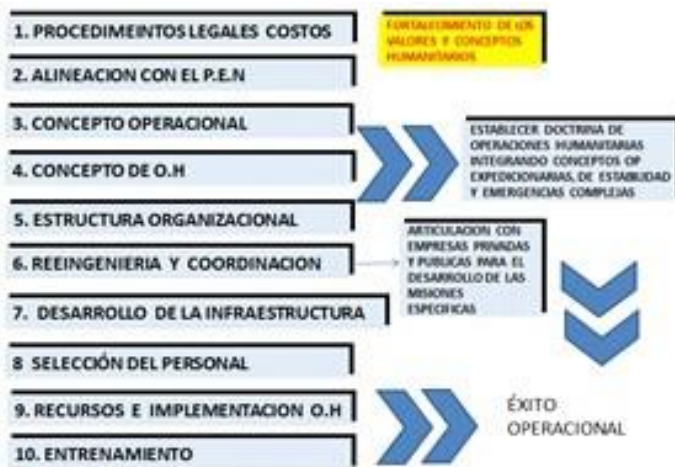 1. PROCEDIMEINTOS LEGALES COSTOS
FORTALECIMIENTO DE LOS
VALORES Y CONCEPTOS
HUMANITARIOS
2. ALINEACION CON EL P.E.N
3. CONCEPTO OPERACIONAL
4. CONCEPTO DE O.H
ESTABLECER DOCTRINA DE
OPERACIONES HUMANITARIAS
INTEGRANDO CONCEPTOS OP
EXPEDICIONARIAS, DE ESTABILIDAD
Y EMERGENCIAS COMPLEJAS
5. ESTRUCTURA ORGANIZACIONAL
6. REEINGENIERIA Y COORDINACION
ARTICULACION CON
EMPRESAS PRIVADAS
Y PUBLICAS PARA EL
DESARROLLO DE LAS
MISIONES
ESPECIFICAS
7. DESARROLLO DE LA INFRAESTRUCTURA
8 SELECCIÓN DEL PERSONAL
9. RECURSOS E IMPLEMENTACION O.H
10. ENTRENAMIENTO
ÉXITO
OPERACIONAL